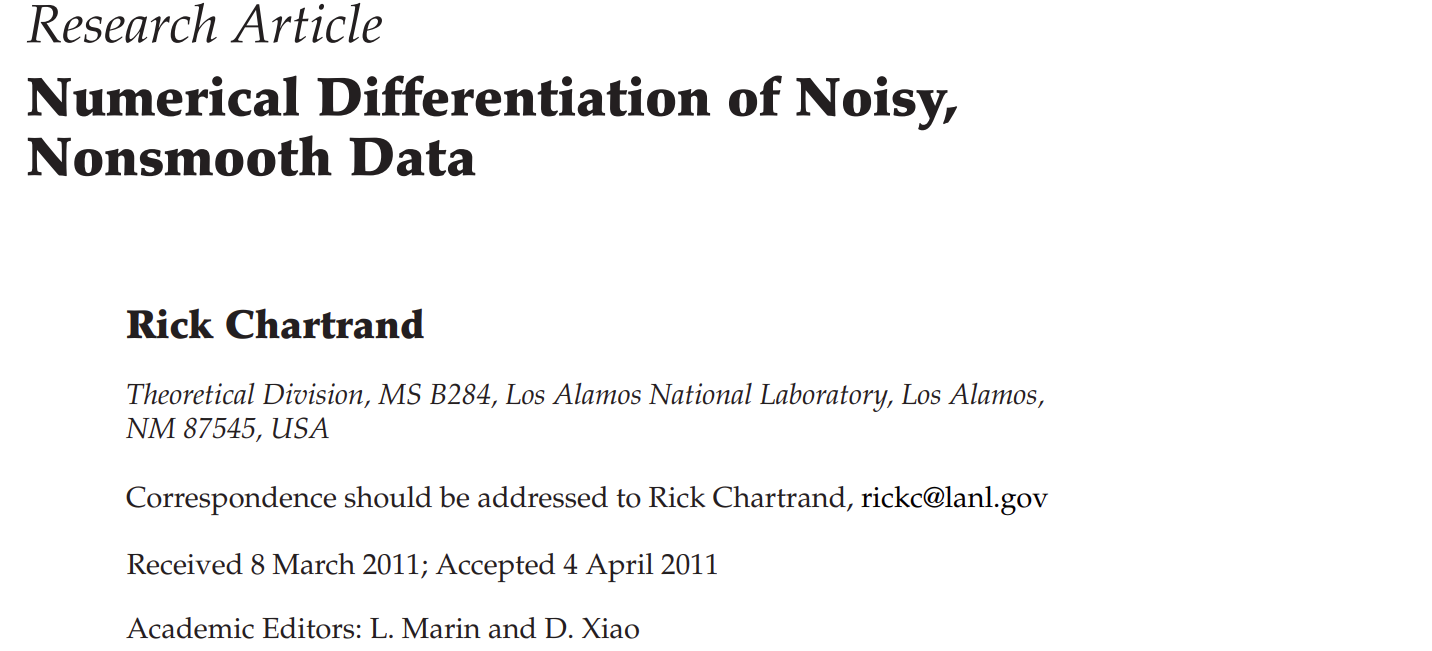 Research Article
Numerical Differentiation of Noisy,
Nonsmooth Data
Rick Chartrand
Theoretical Division, MS B284, Los Alamos National Laboratory, Los Alamos,
NM 87545, USA
Correspondence should be addressed to Rick Chartrand, rickc@lanl.gov
Received 8 March 2011; Accepted 4 April 2011
Academic Editors: L. Marin and D. Xiao